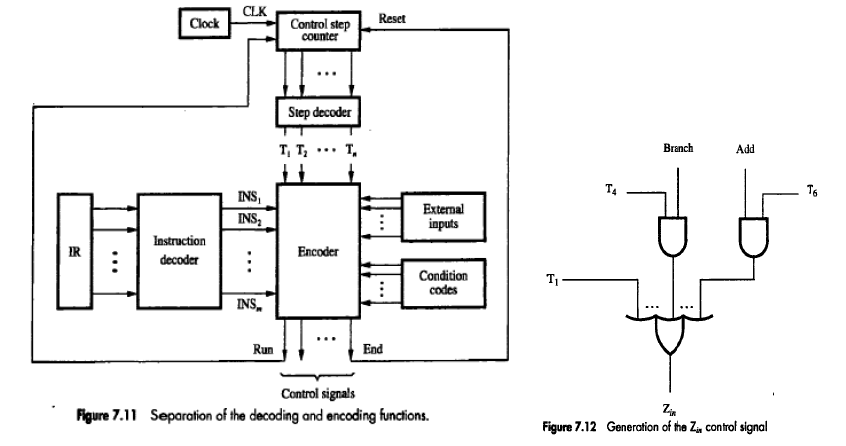 Clock
CLK
Control step
counter
Reset
...
Step decoder
T1 T2 ... Tn
IR
Instruction
decoder
INS1
INS2
INSm
Encoder
External
inputs
Condition
codes
Run
...
End
Control signals
Figure 7.11 Separation of the decoding and encoding functions.
Branch
Add
T4
T6
T1
...
...
Zin
Figure 7.12 Generation of the Zin control signal